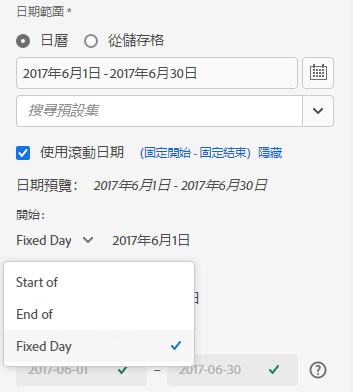 日期範圍 *
日曆 從儲存格
2017年6月1日 - 2017年6月30日
搜尋預設集
使用滾動日期 (固定開始 - 固定結束) 隱藏
日期預覽： 2017年6月1日 - 2017年6月30日
開始：
Fixed Day 2017年6月1日
Start of
End of
Fixed Day
2017-06-01 – 2017-06-30